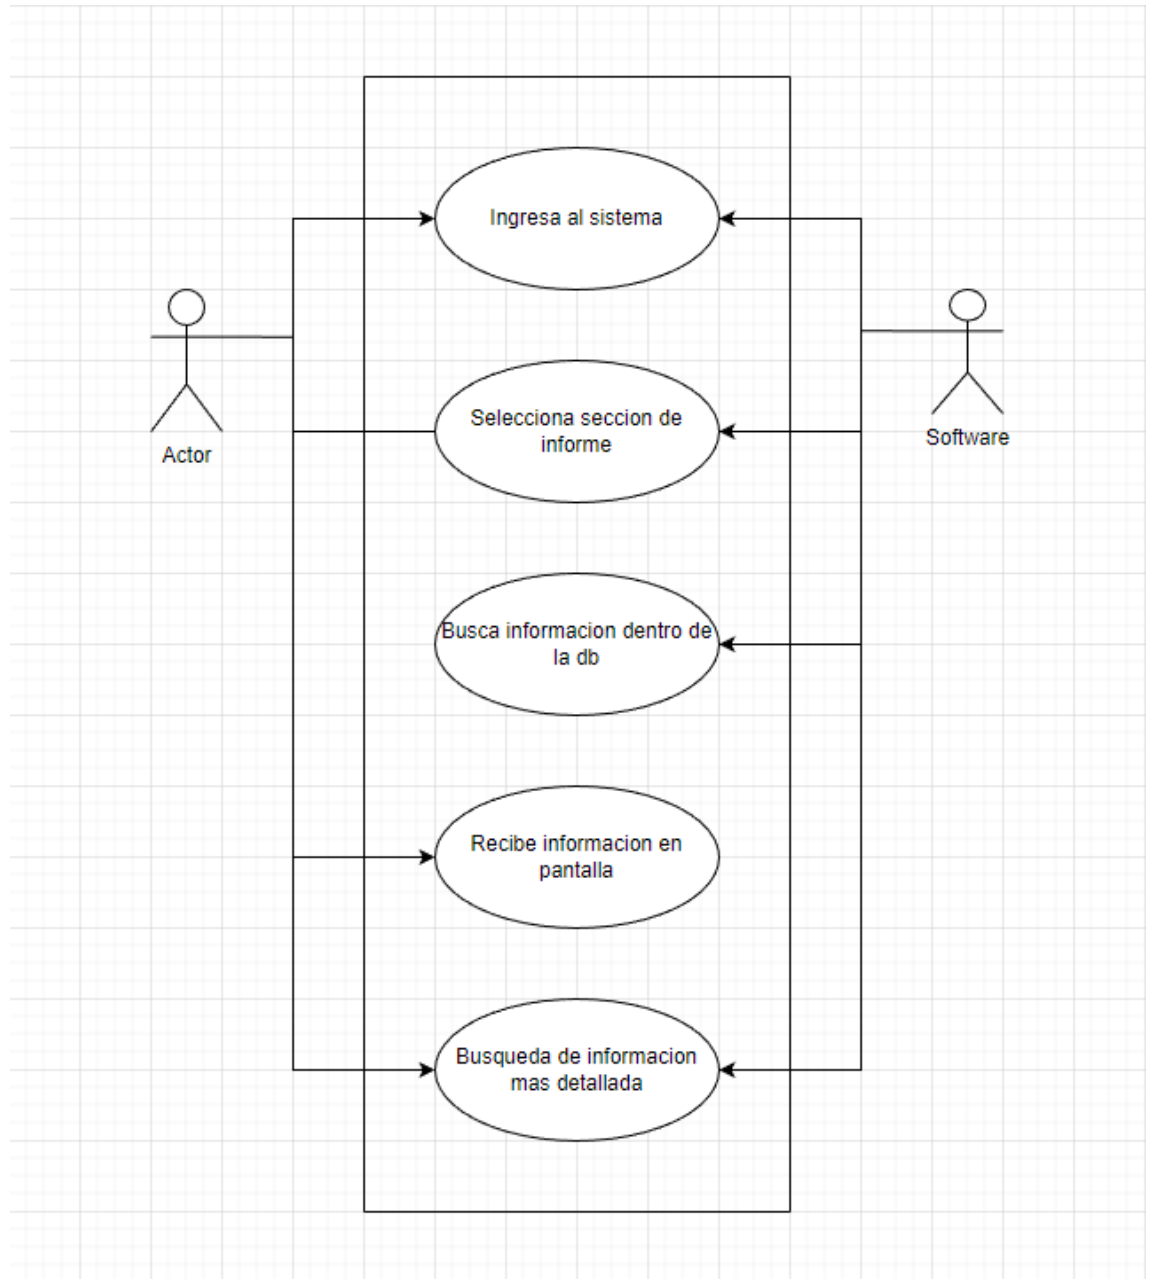 Ingresa al sistema
Selecciona seccion de
informe
Actor
Software
Busca informacion dentro de
la db
Recibe informacion en
pantalla
Busqueda de informacion
mas detallada